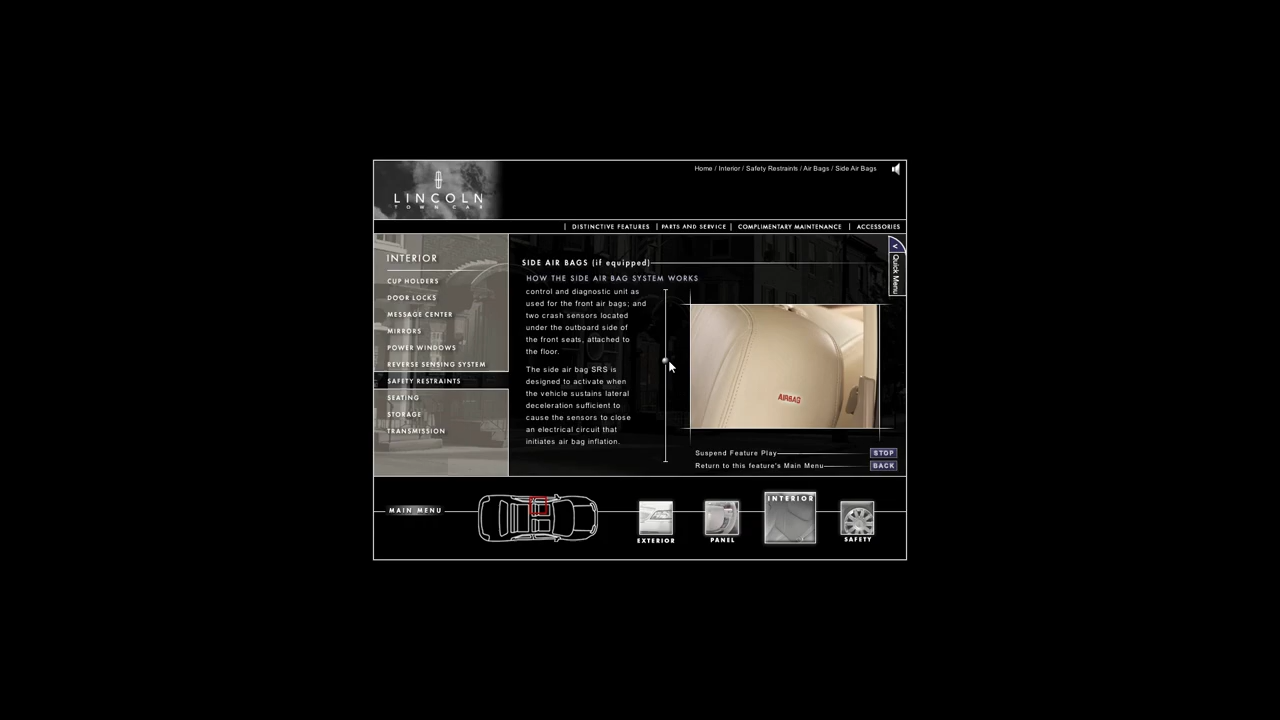 Home / Interior / Safety Restraints / Air Bags / Side Air Bags
LINCOLN
TOWN CAR
DISTINCTIVE FEATURES | PARTS AND SERVICE | COMPLIMENTARY MAINTENANCE | ACCESSORIES
INTERIOR
CUP HOLDERS
DOOR LOCKS
MESSAGE CENTER
MIRRORS
POWER WINDOWS
REVERSE SENSING SYSTEM
SAFETY RESTRAINTS
SEATING
STORAGE
TRANSMISSION
SIDE AIR BAGS (if equipped)
HOW THE SIDE AIR BAG SYSTEM WORKS
control and diagnostic unit as
used for the front air bags; and
two crash sensors located
under the outboard side of
the front seats, attached to
the floor.
The side air bag SRS is
designed to activate when
the vehicle sustains lateral
deceleration sufficient to
cause the sensors to close
an electrical circuit that
initiates air bag inflation.
< Quick Menu
AIRBAG
Suspend Feature Play STOP
Return to this feature's Main Menu BACK
MAIN MENU
EXTERIOR
PANEL
INTERIOR
SAFETY